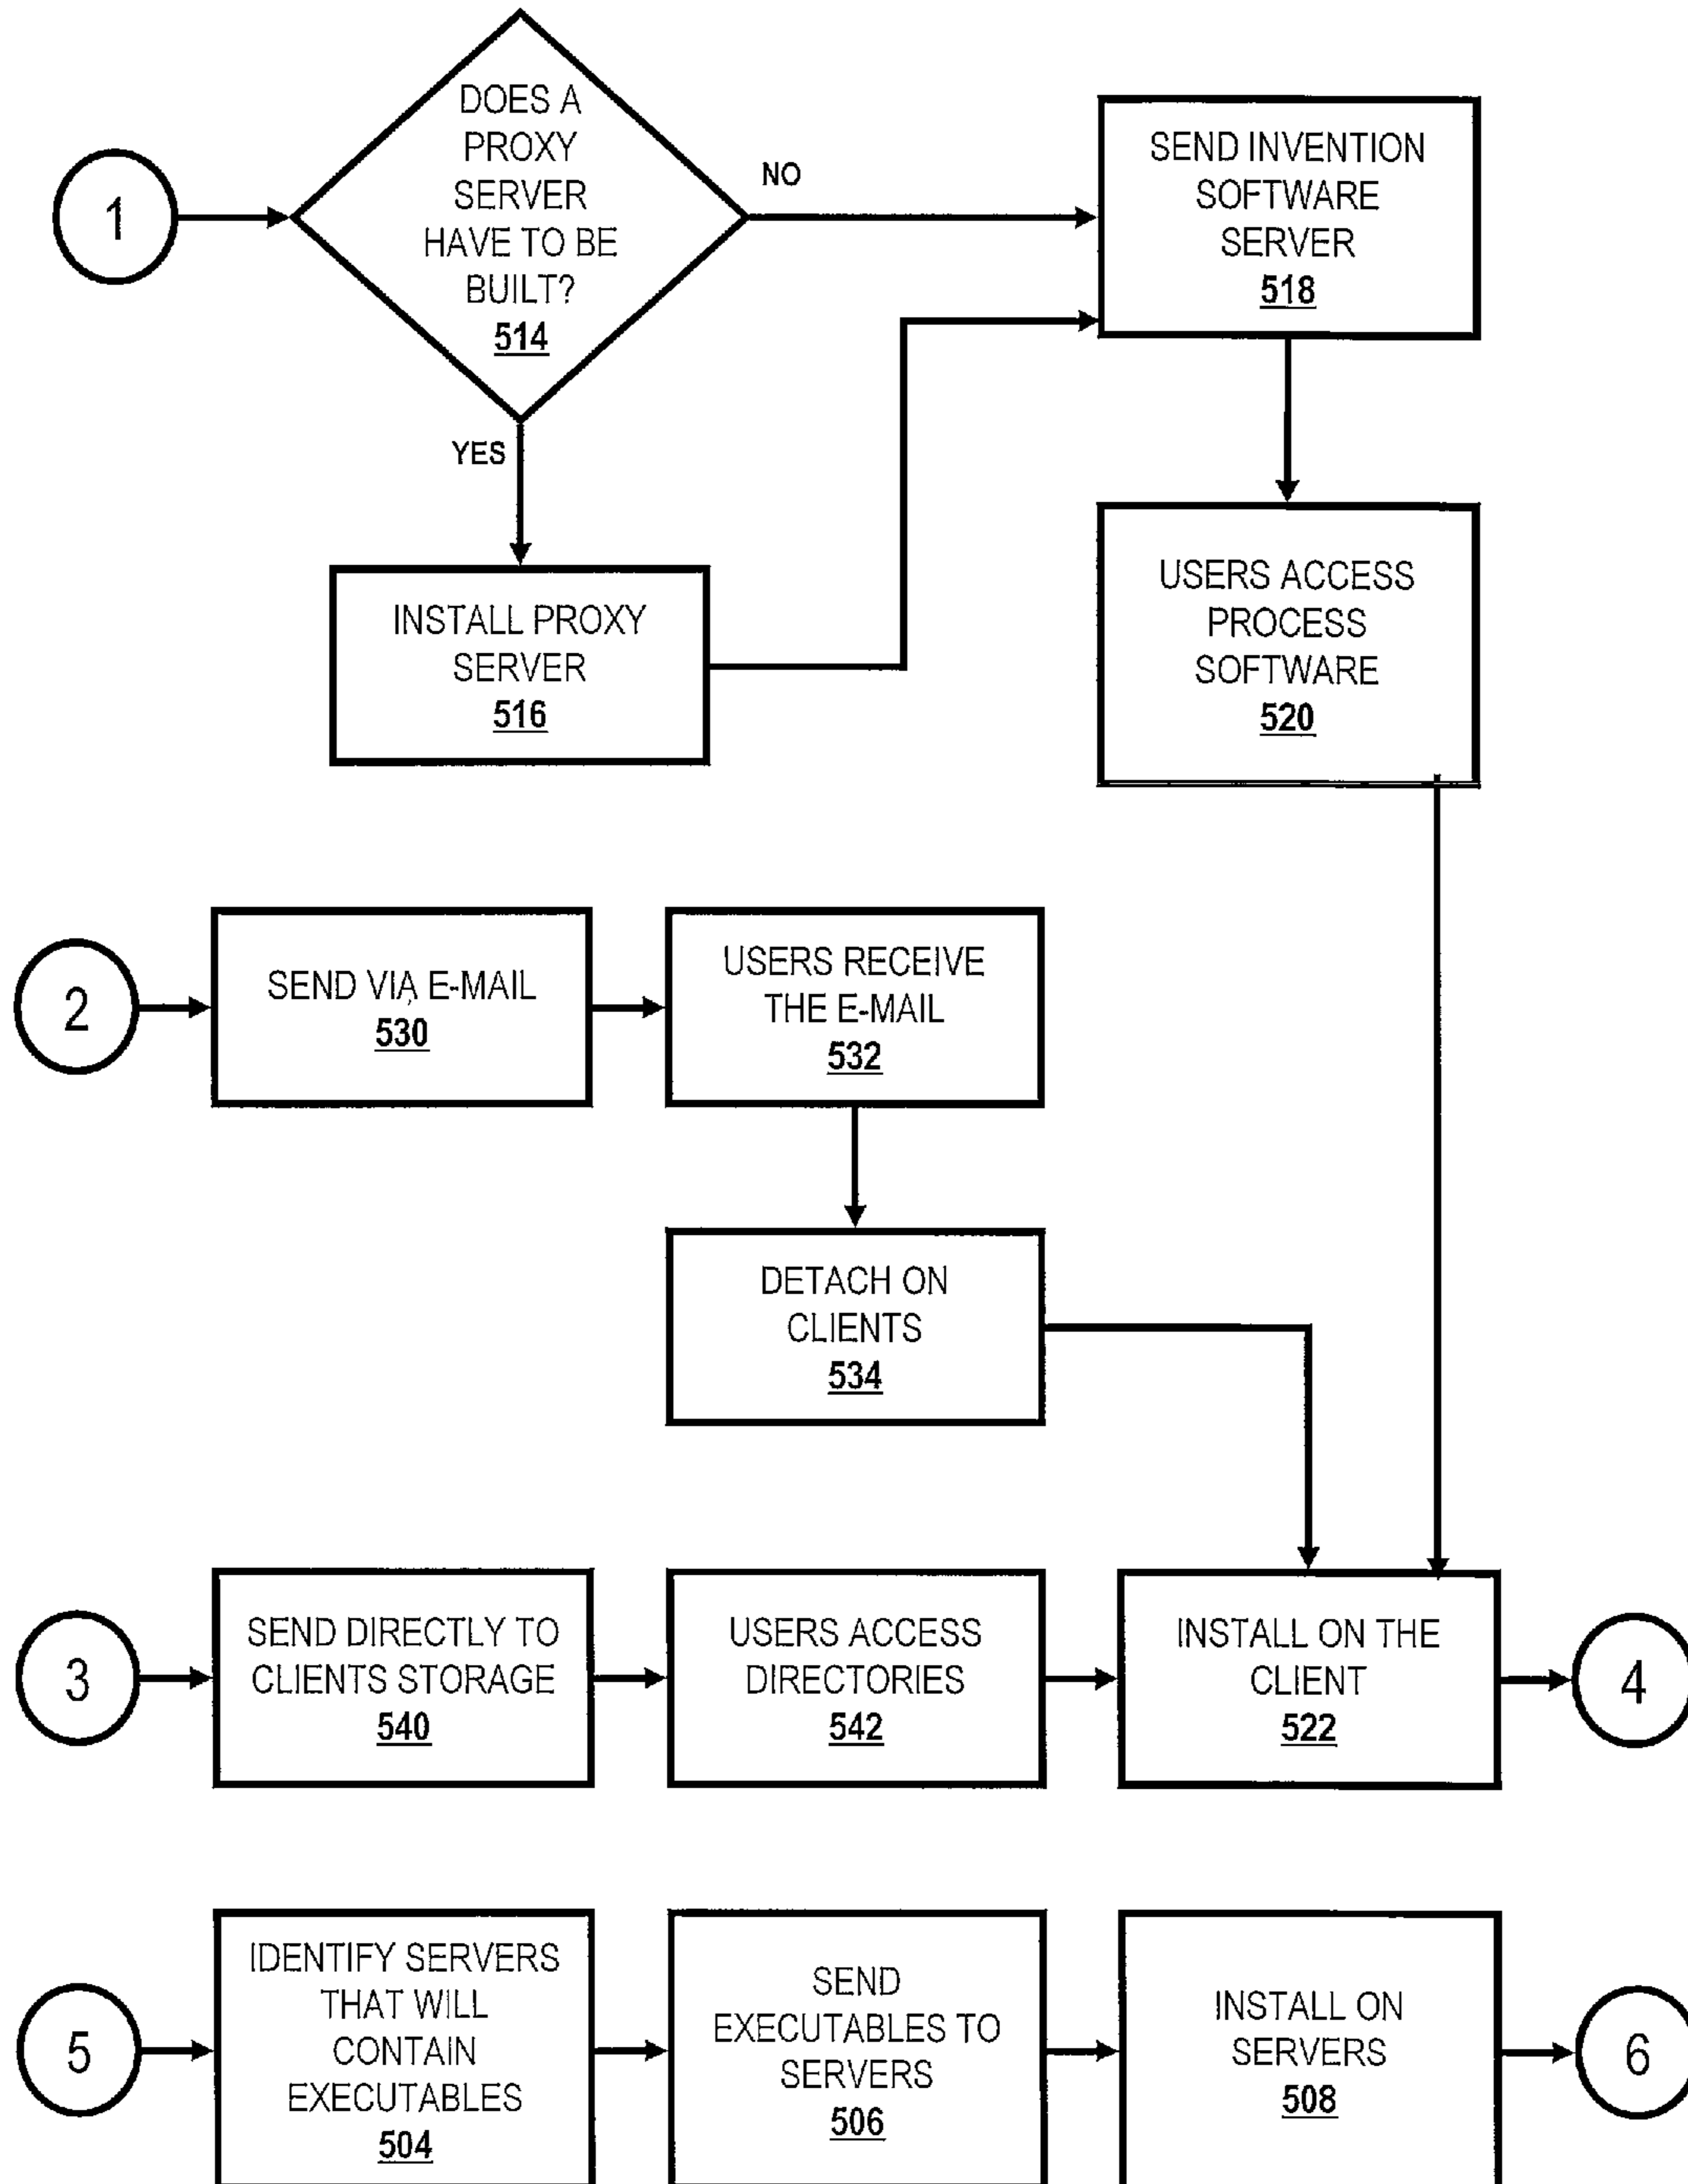 1
DOES A
PROXY
SERVER
HAVE TO BE
BUILT?
514
NO
YES
SEND INVENTION
SOFTWARE
SERVER
518
INSTALL PROXY
SERVER
516
USERS ACCESS
PROCESS
SOFTWARE
520
2
SEND VIA E-MAIL
530
USERS RECEIVE
THE E-MAIL
532
DETACH ON
CLIENTS
534
3
SEND DIRECTLY TO
CLIENTS STORAGE
540
USERS ACCESS
DIRECTORIES
542
INSTALL ON THE
CLIENT
522
4
5
IDENTIFY SERVERS
THAT WILL
CONTAIN
EXECUTABLES
504
SEND
EXECUTABLES TO
SERVERS
506
INSTALL ON
SERVERS
508
6